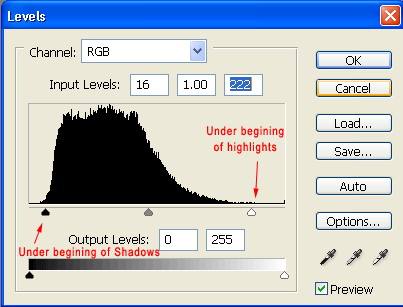 Levels
Channel: RGB
OK
Input Levels: 16 1.00 222
Cancel
Load...
Save...
Under begining
of highlights
Auto
Options...
Output Levels: 0 255
Under begining of Shadows
Preview